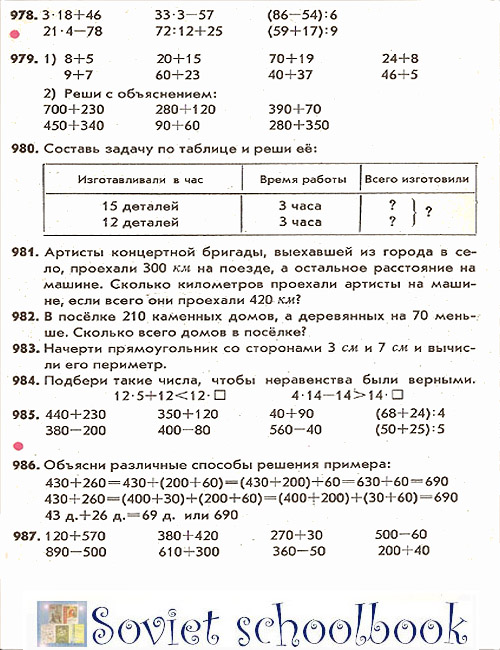 978. 3·18+46 33·3−57 (86−54):6
21·4−78 72:12+25 (59+17):9
979. 1) 8+5 20+15 70+19 24+8
9+7 60+23 40+37 46+5
2) Реши с объяснением:
700+230 280+120 390+70
450+340 90+60 280+350
980. Составь задачу по таблице и реши её:
Изготавливали в час Время работы Всего изготовили
15 деталей 3 часа ? } ?
12 деталей 3 часа ?
981. Артисты концертной бригады, выехавшей из города в се-
ло, проехали 300 км на поезде, а остальное расстояние на
машине. Сколько километров проехали артисты на маши-
не, если всего они проехали 420 км?
982. В посёлке 210 каменных домов, а деревянных на 70 мень-
ше. Сколько всего домов в посёлке?
983. Начерти прямоугольник со сторонами 3 см и 7 см и вычис-
ли его периметр.
984. Подбери такие числа, чтобы неравенства были верными.
12·5+12<12·□ 4·14−14>14·□
985. 440+230 350+120 40+90 (68+24):4
380−200 400−80 560−40 (50+25):5
986. Объясни различные способы решения примера:
430+260=430+(200+60)=(430+200)+60=630+60=690
430+260=(400+30)+(200+60)=(400+200)+(30+60)=690
43 д.+26 д.=69 д. или 690
987. 120+570 380+420 270+30 500−60
890−500 610+300 360−50 200+40
Soviet schoolbook